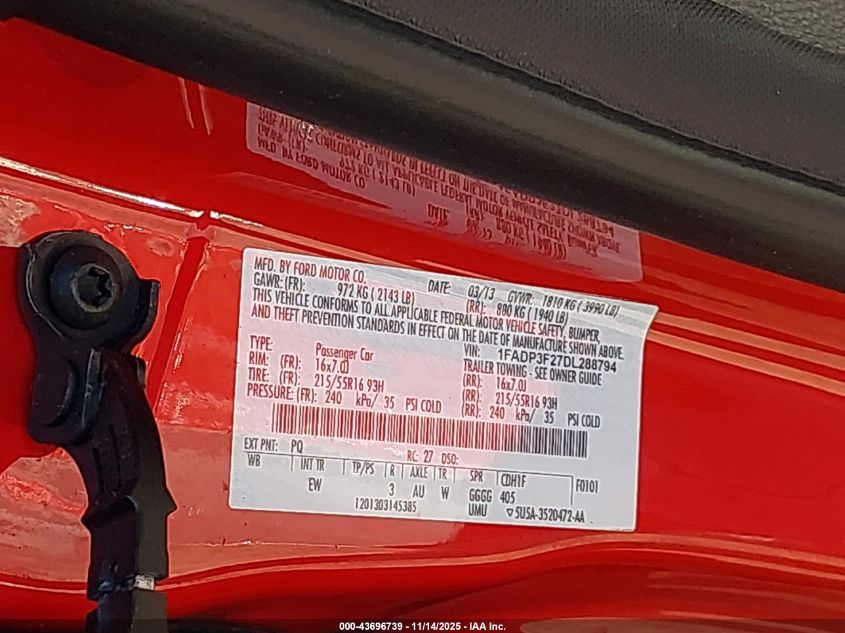 MFD. BY FORD MOTOR CO.
DATE: 03/13 GVWR: 1810 KG ( 3990 LB)
GAWR: (FR): 972 KG ( 2143 LB) (RR): 880 KG ( 1940 LB)
THIS VEHICLE CONFORMS TO ALL APPLICABLE FEDERAL MOTOR VEHICLE SAFETY, BUMPER,
AND THEFT PREVENTION STANDARDS IN EFFECT ON THE DATE OF MANUFACTURE SHOWN ABOVE.
VIN: 1FADP3F27DL288794
TYPE: Passenger Car TRAILER TOWING - SEE OWNER GUIDE
RIM: (FR): 16x7.0J (RR): 16x7.0J
TIRE: (FR): 215/55R16 93H (RR): 215/55R16 93H
PRESSURE: (FR): 240 kPa/ 35 PSI COLD (RR): 240 kPa/ 35 PSI COLD
EXT PNT: PQ RC: 27 DSO: F0101
WB INT TR TP/PS R AXLE TR SPR CDH1F
EW 3 AU W GGGG 405
1201303145385 UMU 5U5A-3520472-AA
000-43696739 - 11/14/2025 - IAA Inc.